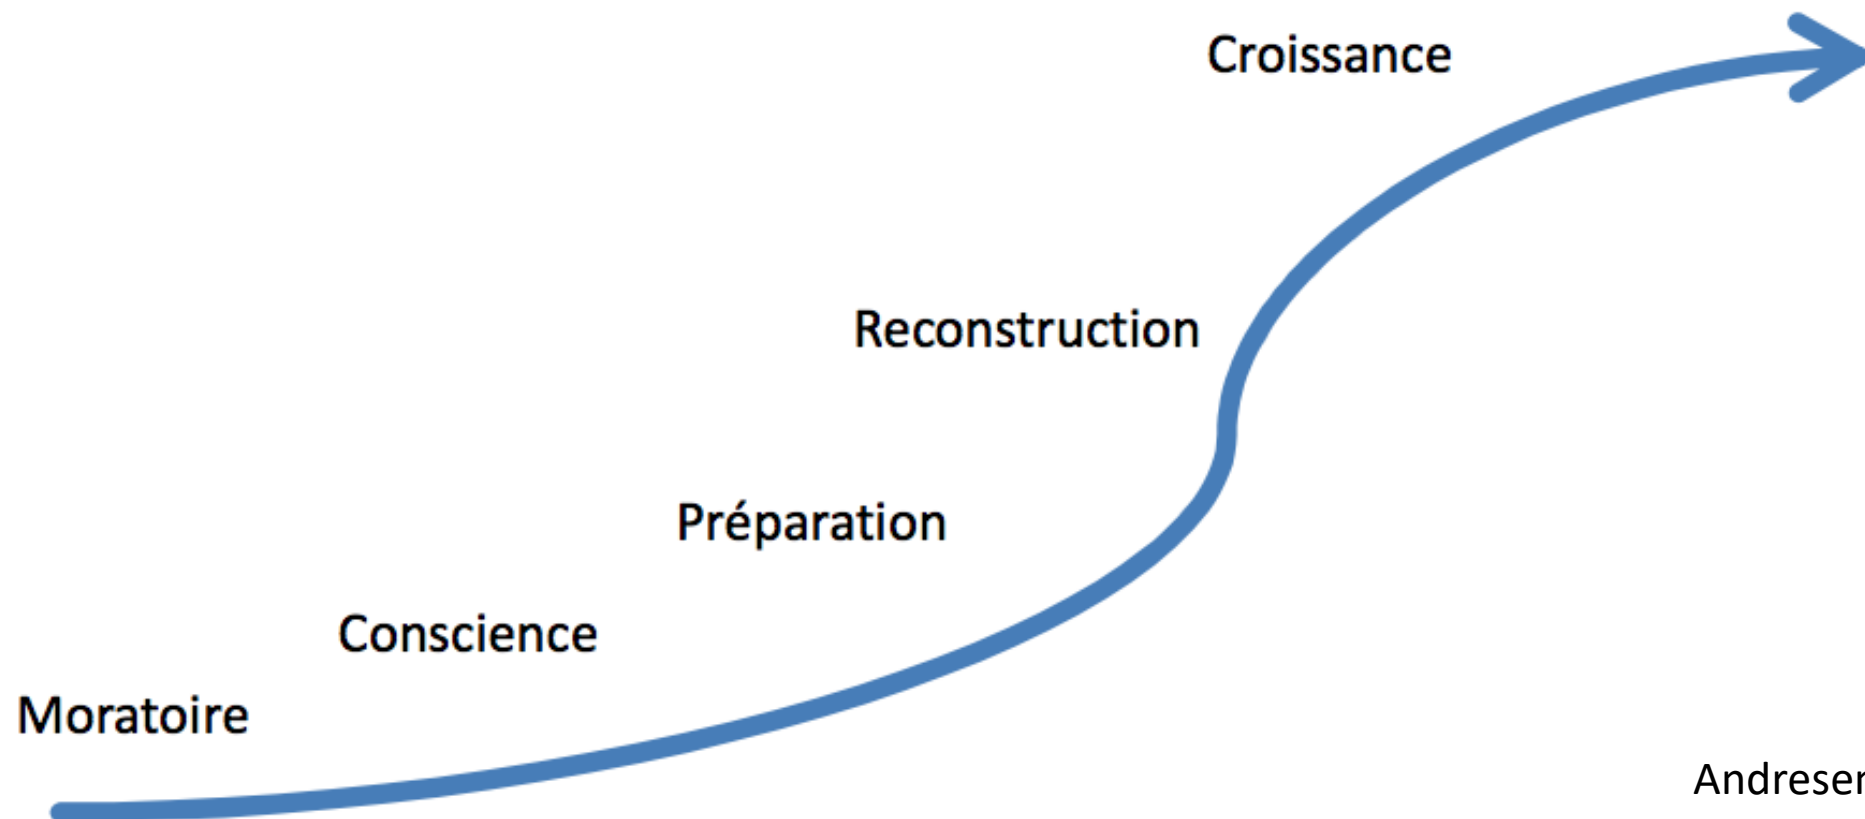 Croissance
Reconstruction
Préparation
Conscience
Moratoire